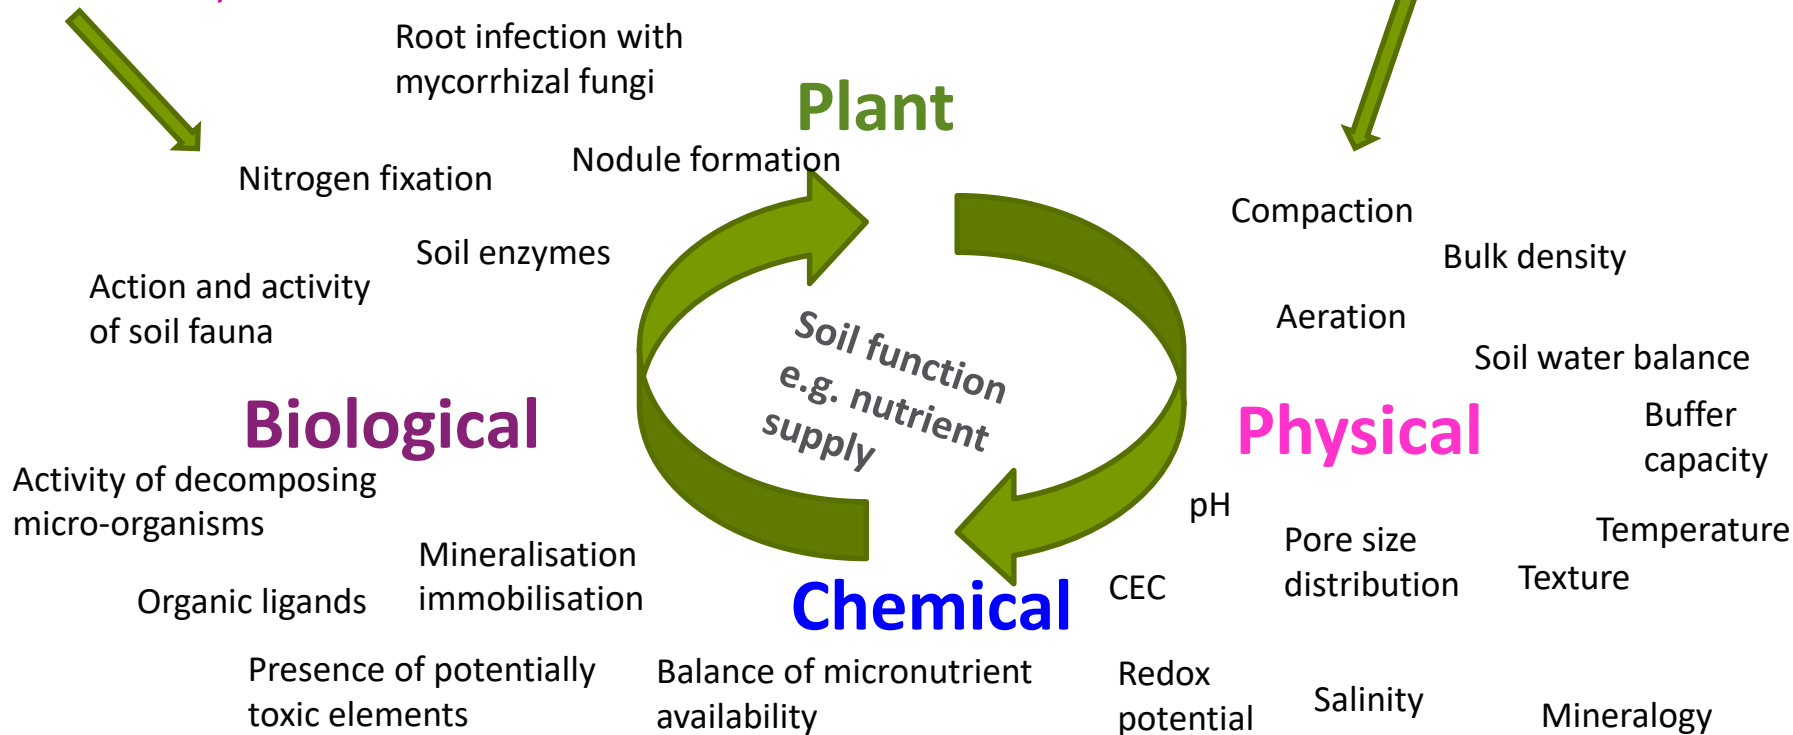 Root infection with
mycorrhizal fungi
Plant
Nodule formation
Nitrogen fixation
Compaction
Soil enzymes
Bulk density
Action and activity
of soil fauna
Aeration
Soil function
e.g. nutrient
supply
Soil water balance
Biological
Physical
Buffer
capacity
Activity of decomposing
micro-organisms
pH
Temperature
Pore size
distribution
Mineralisation
immobilisation
Texture
Organic ligands
Chemical
CEC
Presence of potentially
toxic elements
Balance of micronutrient
availability
Redox
potential
Salinity
Mineralogy